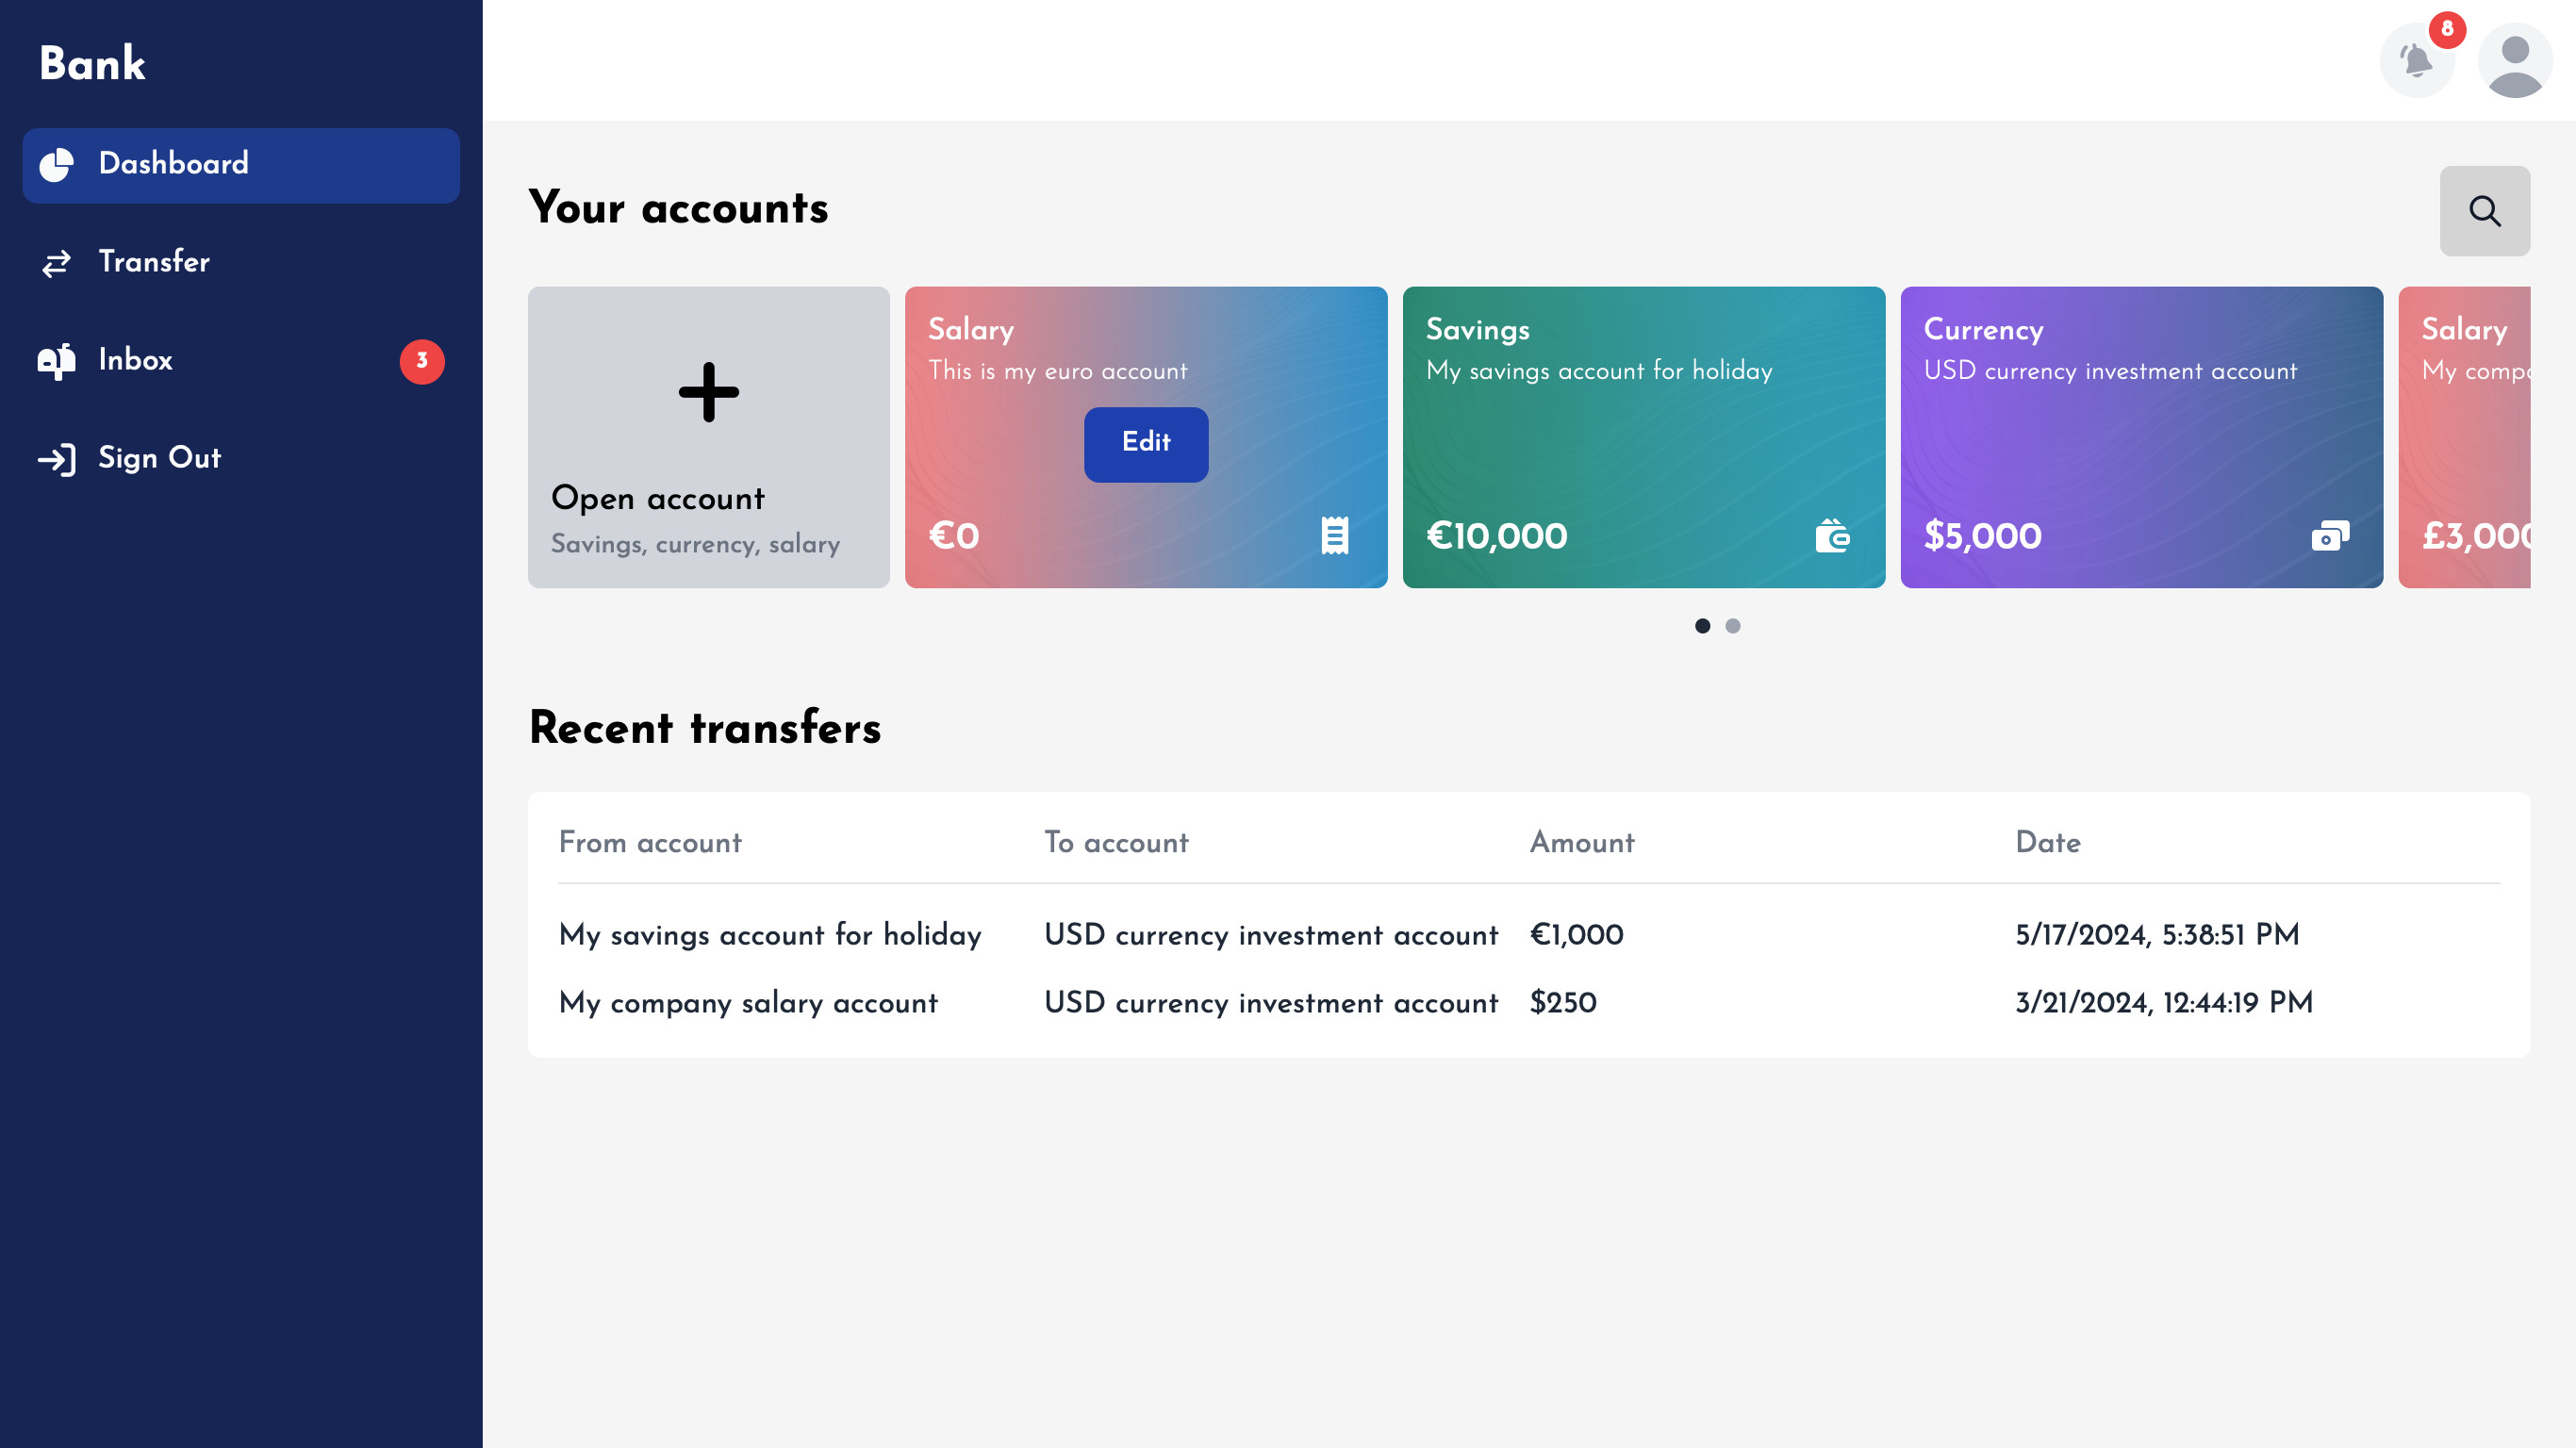 Bank
Dashboard
Transfer
Inbox
3
Sign Out
8
Your accounts
Open account
Savings, currency, salary
Salary
This is my euro account
Edit
€0
Savings
My savings account for holiday
€10,000
Currency
USD currency investment account
$5,000
Salary
My
£3,000
Recent transfers
From account To account Amount Date
My savings account for holiday USD currency investment account €1,000 5/17/2024, 5:38:51 PM
My company salary account USD currency investment account $250 3/21/2024, 12:44:19 PM